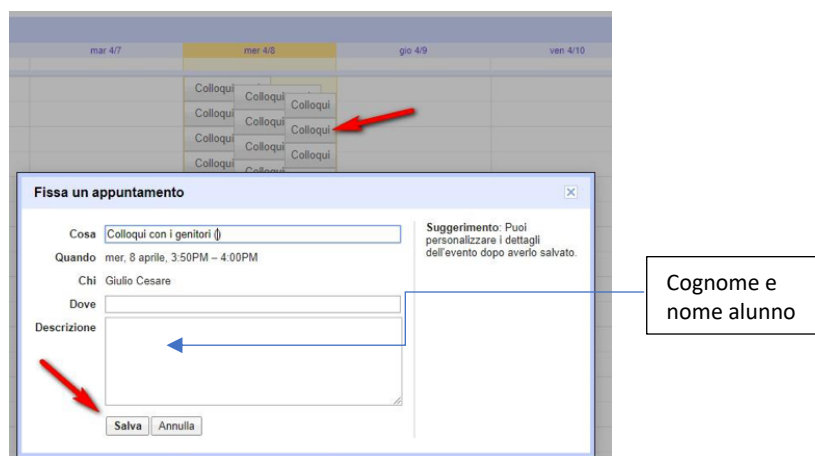 mar 4/7 mer 4/8 gio 4/9 ven 4/10
Colloqui
Colloqui
Colloqui
Colloqui
Colloqui
Colloqui
Colloqui
Colloqui
Colloqui
Colloqui
Colloqui
Fissa un appuntamento
Cosa Colloqui con i genitori ()
Quando mer, 8 aprile, 3:50PM – 4:00PM
Chi Giulio Cesare
Dove
Descrizione
Salva Annulla
Suggerimento: Puoi
personalizzare i dettagli
dell'evento dopo averlo salvato.
Cognome e
nome alunno